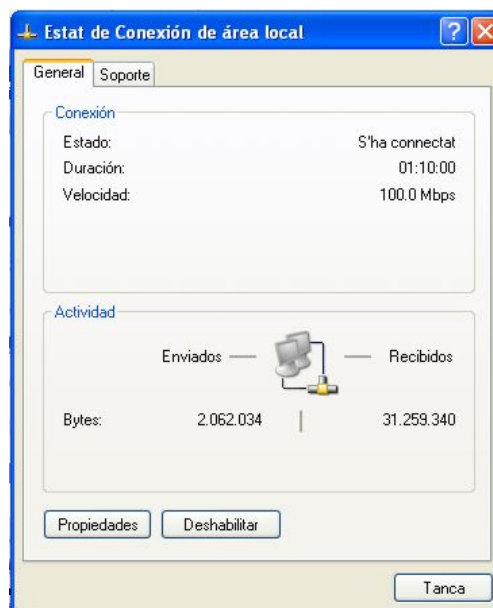 Estat de Conexión de área local
General Soporte
Conexión
Estado: S'ha connectat
Duración: 01:10:00
Velocidad: 100.0 Mbps
Actividad
Enviados Recibidos
Bytes: 2.062.034 31.259.340
Propiedades Deshabilitar
Tanca